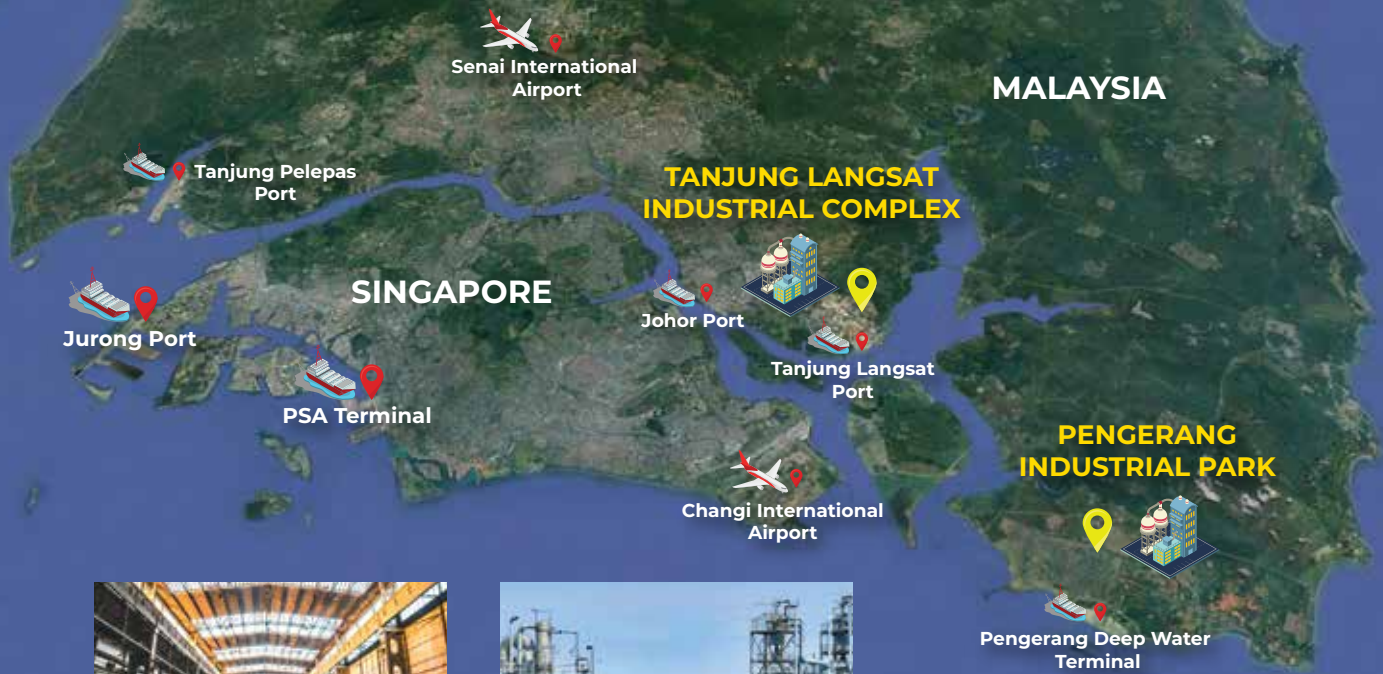 Senai International
Airport
MALAYSIA
Tanjung Pelepas
Port
TANJUNG LANGSAT
INDUSTRIAL COMPLEX
SINGAPORE
Jurong Port
Johor Port
Tanjung Langsat
Port
PSA Terminal
PENGERANG
INDUSTRIAL PARK
Changi International
Airport
Pengerang Deep Water
Terminal